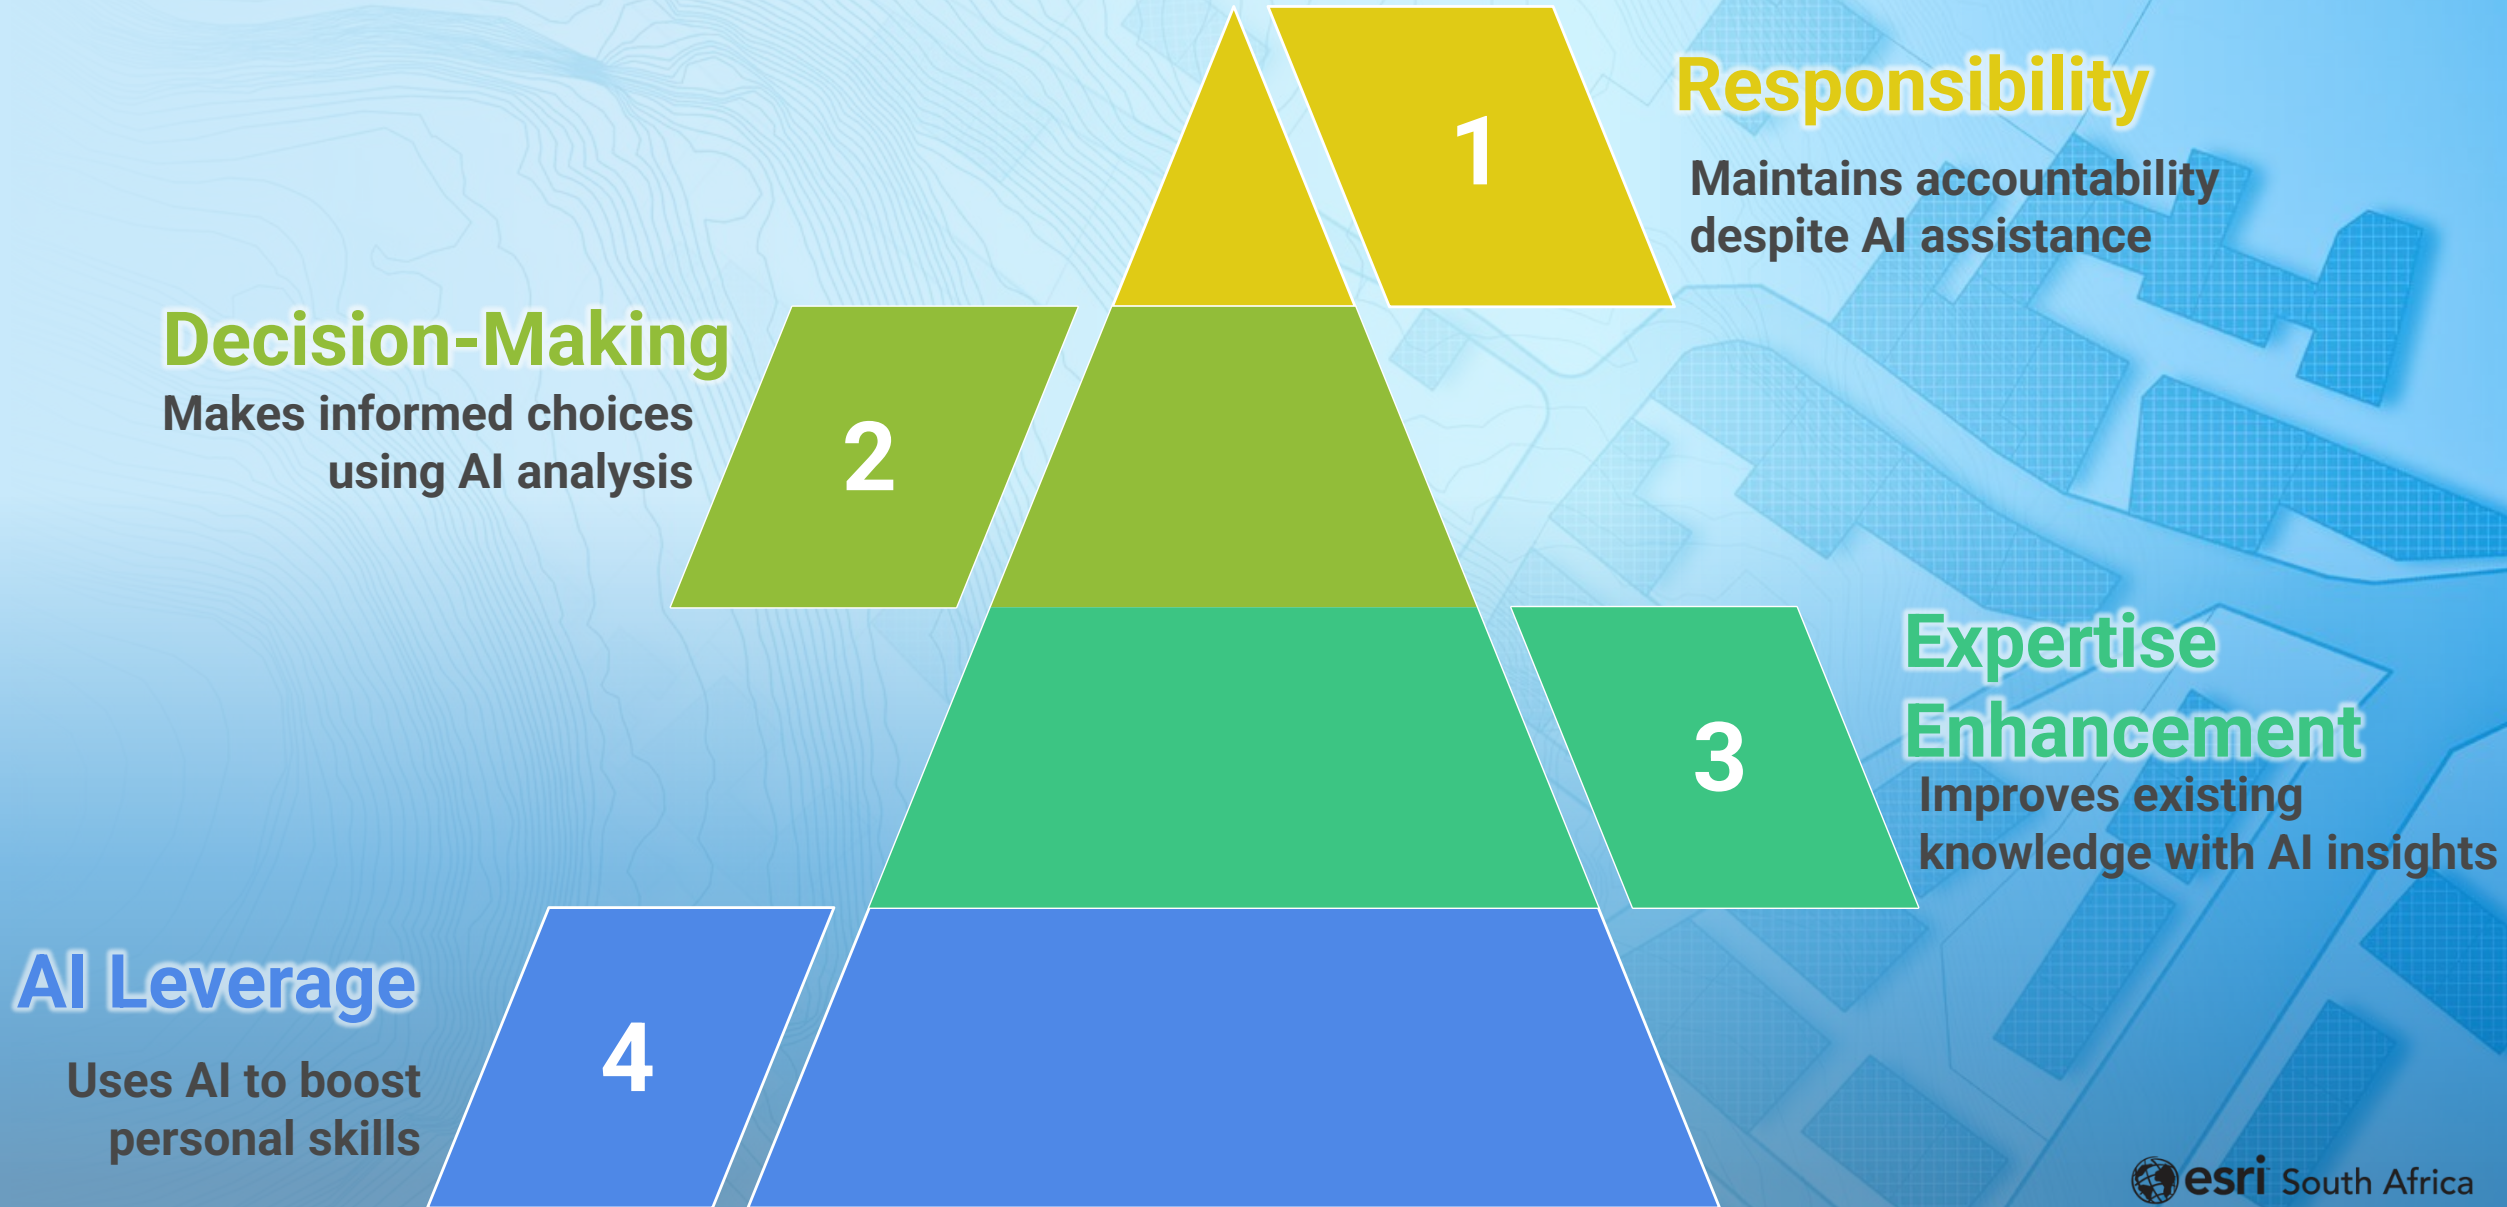 1
Responsibility
Maintains accountability
despite AI assistance
2
Decision-Making
Makes informed choices
using AI analysis
3
Expertise
Enhancement
Improves existing
knowledge with AI insights
4
AI Leverage
Uses AI to boost
personal skills
esri South Africa